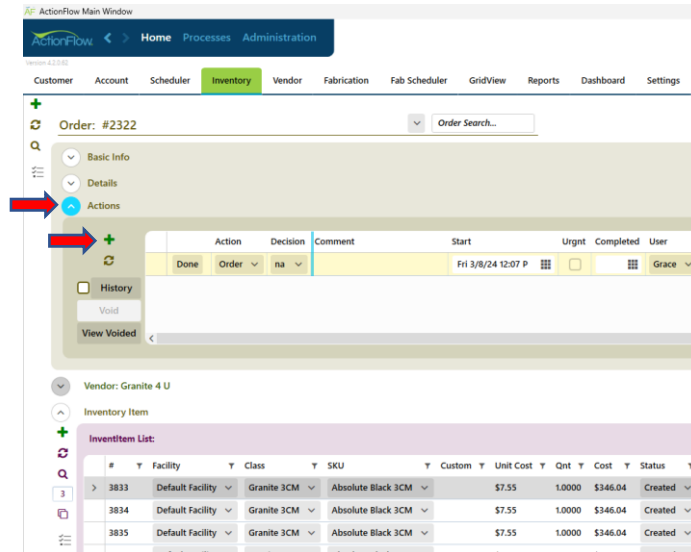 ActionFlow Main Window
ActionFlow. Home Processes Administration
Customer Account Scheduler Inventory Vendor Fabrication Fab Scheduler GridView Reports Dashboard Settings
Order: #2322 Order Search...
Basic Info
Details
Actions
Action Decision Comment Start Urgnt Completed User
Done Order na Fri 3/8/24 12:07 P Grace
History
Void
View Voided
Vendor: Granite 4 U
Inventory Item
InventItem List:
# Facility Class SKU Custom Unit Cost Qnt Cost Status
3 > 3833 Default Facility Granite 3CM Absolute Black 3CM $7.55 1.0000 $346.04 Created
3834 Default Facility Granite 3CM Absolute Black 3CM $7.55 1.0000 $346.04 Created
3835 Default Facility Granite 3CM Absolute Black 3CM $7.55 1.0000 $346.04 Created